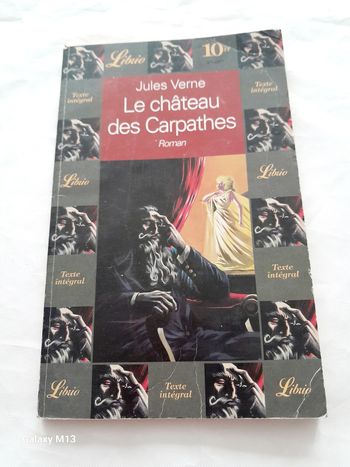 Librio
10F
Jules Verne
Texte
intégral
Texte
intégral
Le château
des Carpathes
Roman
Librio
Librio
Texte
intégral
Texte
intégral
Librio
Texte
intégral
Librio
Galaxy M13